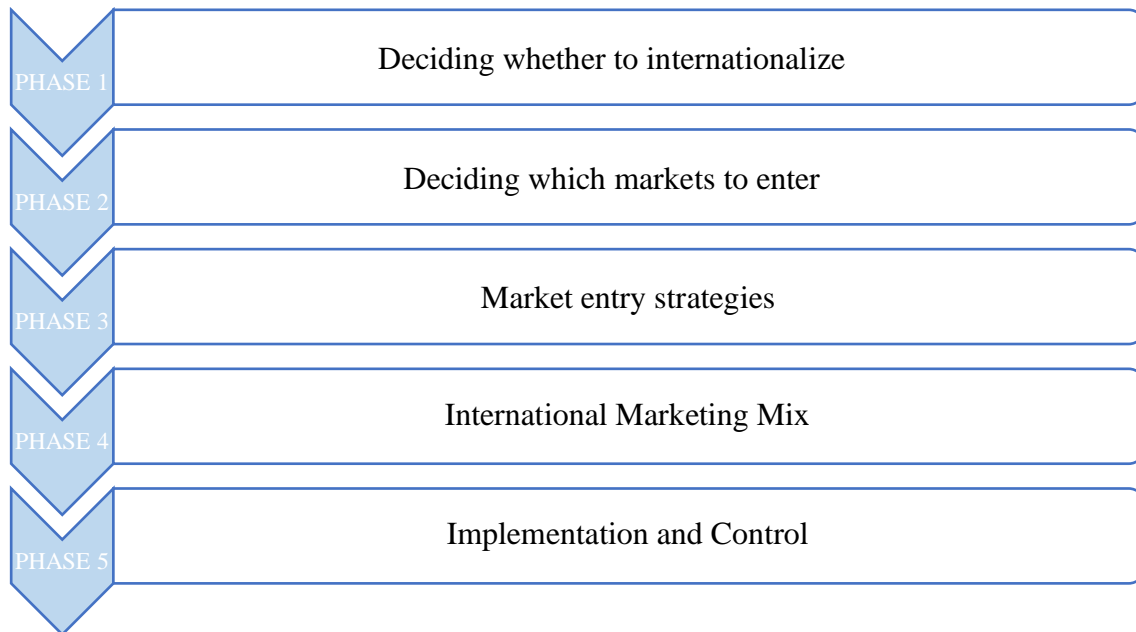 PHASE 1
Deciding whether to internationalize
PHASE 2
Deciding which markets to enter
PHASE 3
Market entry strategies
PHASE 4
International Marketing Mix
PHASE 5
Implementation and Control